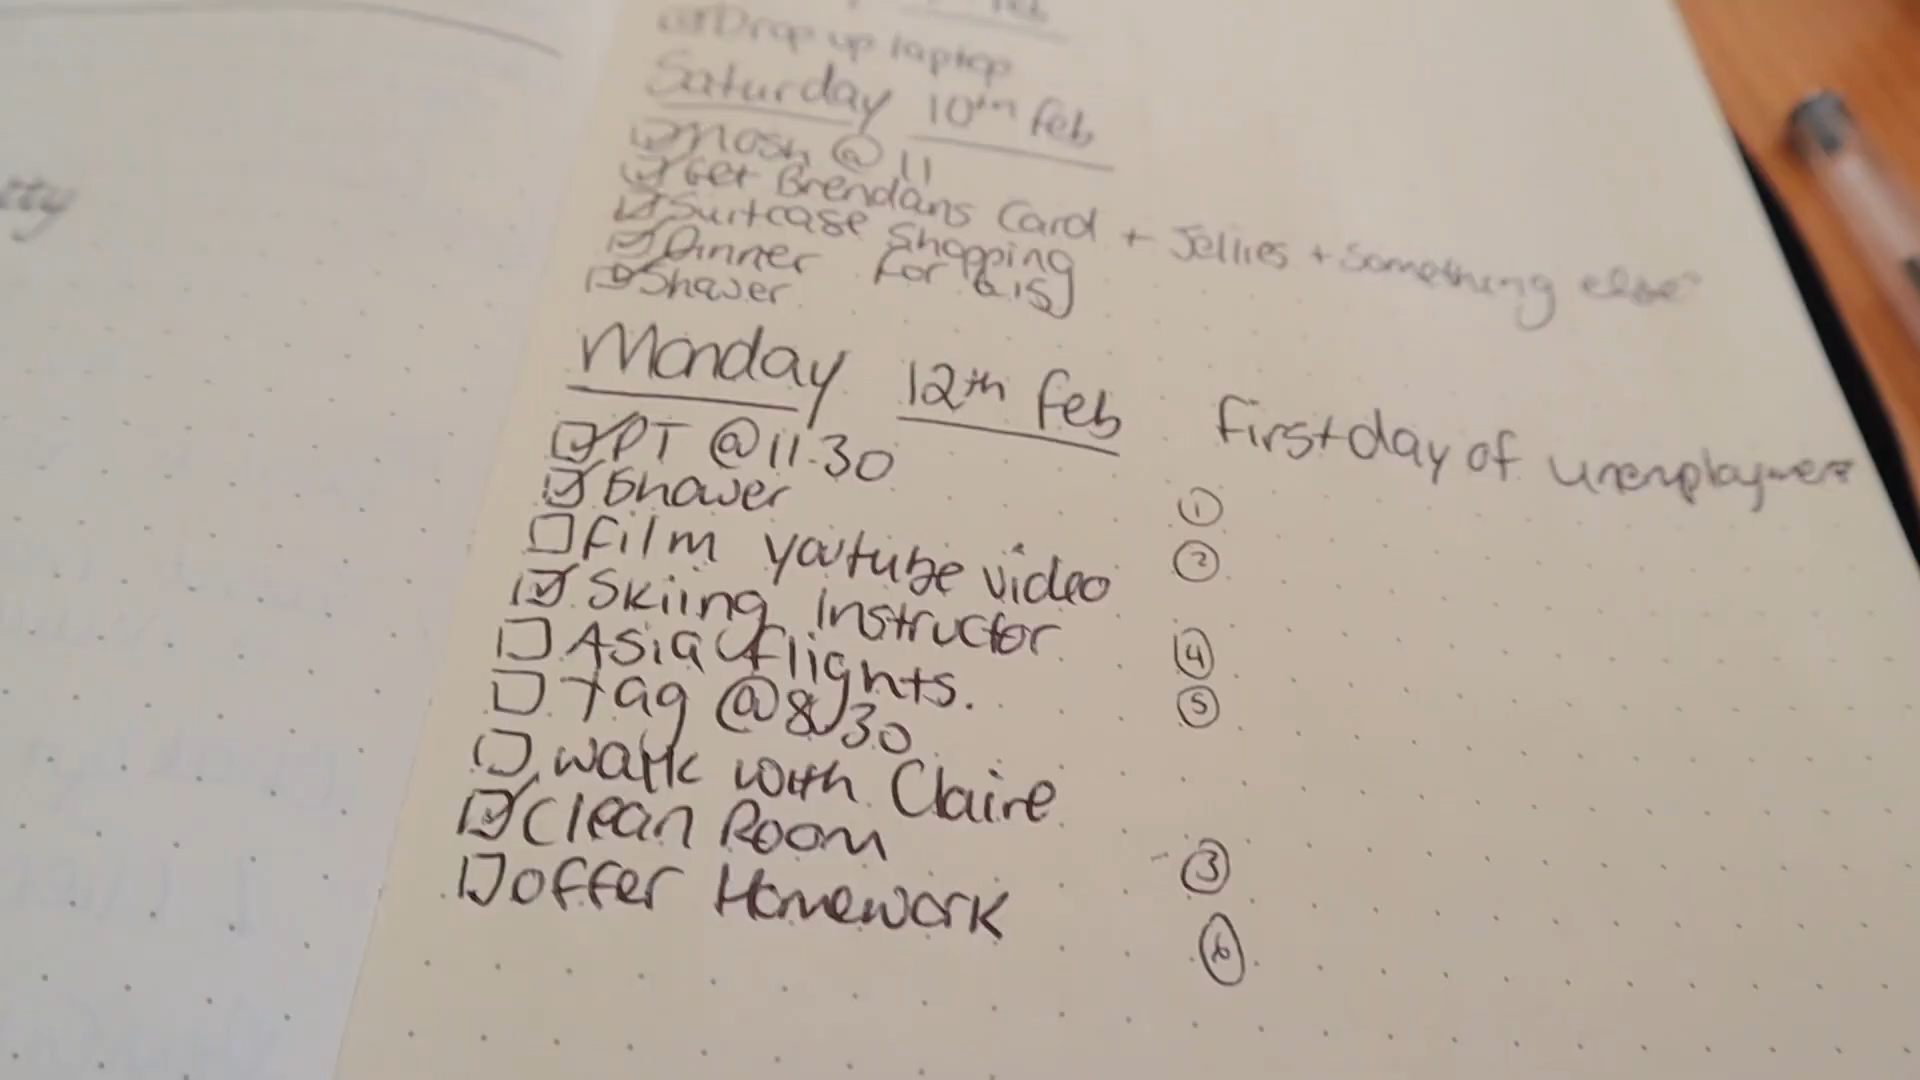 Feb
Drop up laptop
Saturday 10th Feb
Nosh @ 11
Get Brendans Card + Jellies + Something else?
Suitcase Shopping
Dinner for 6.15
Shower
Monday 12th Feb First day of unemployment
PT @ 11.30
Shower ①
Film youtube video ②
Skiing Instructor
Asia flights. ④
Tag @ 8.30 ⑤
Walk with Claire
Clean Room ③
Offer Homework ⑥
tty